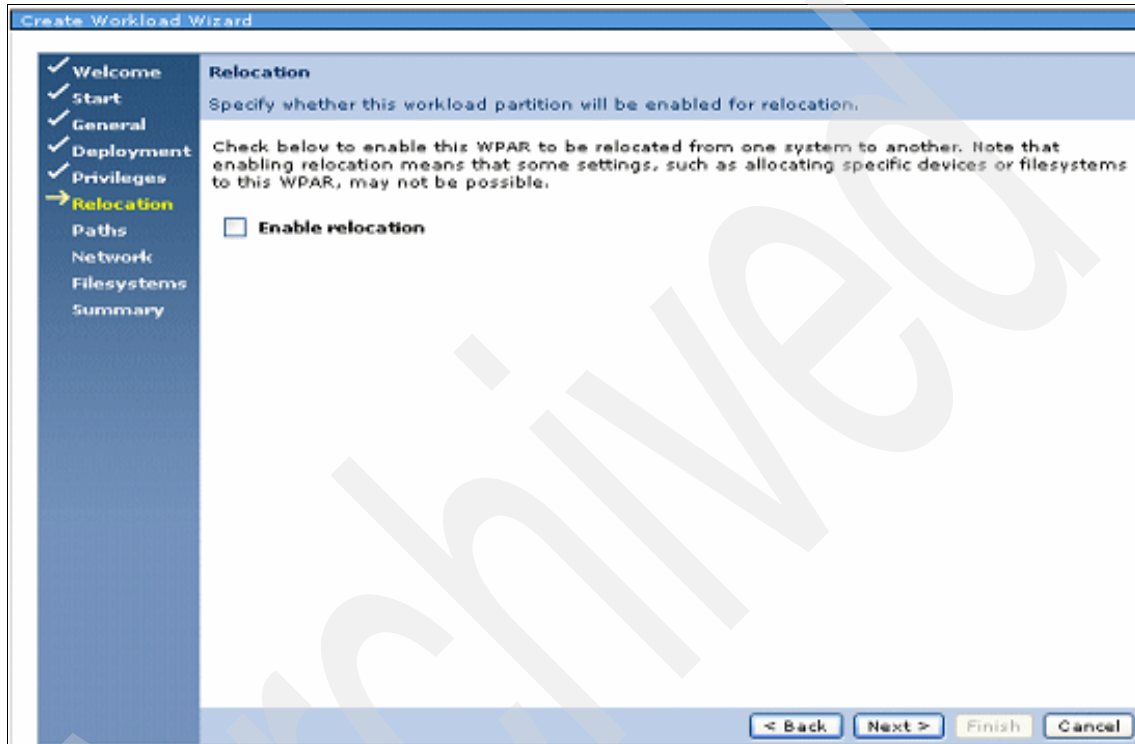 Create Workload Wizard
Welcome
Start
General
Deployment
Privileges
Relocation
Paths
Network
Filesystems
Summary
Relocation
Specify whether this workload partition will be enabled for relocation.
Check below to enable this WPAR to be relocated from one system to another. Note that
enabling relocation means that some settings, such as allocating specific devices or filesystems
to this WPAR, may not be possible.
Enable relocation
< Back
Next >
Finish
Cancel
rchived